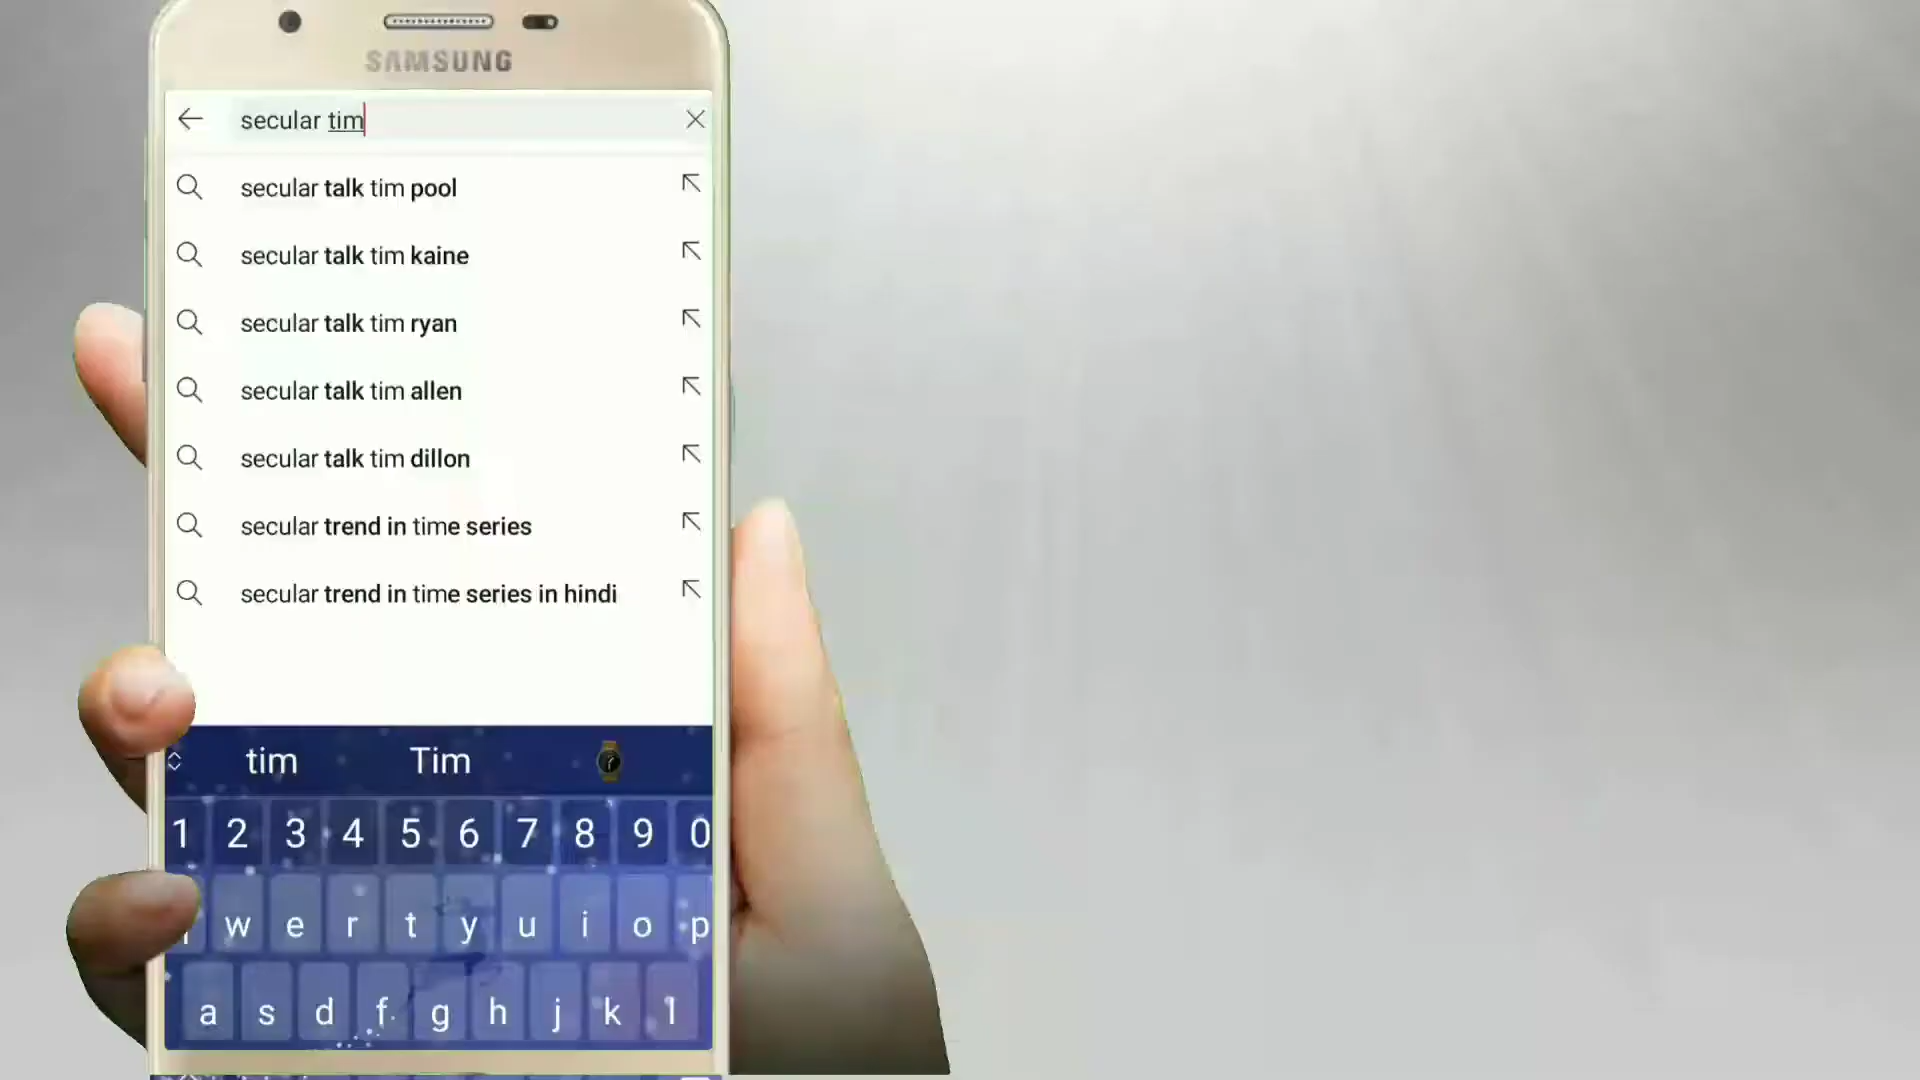 SAMSUNG
secular tim
secular talk tim pool
secular talk tim kaine
secular talk tim ryan
secular talk tim allen
secular talk tim dillon
secular trend in time series
secular trend in time series in hindi
tim Tim
1 2 3 4 5 6 7 8 9 0
w e r t y u i o p
a s d f g h j k l